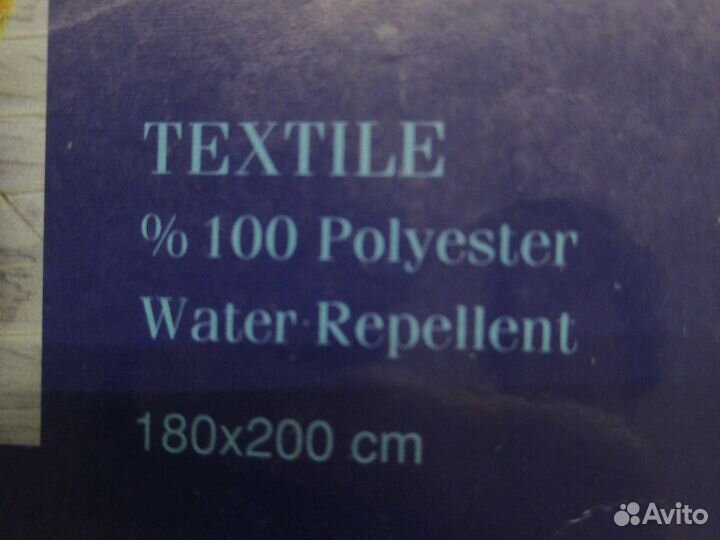 TEXTILE
% 100 Polyester
Water Repellent
180x200 cm
Avito